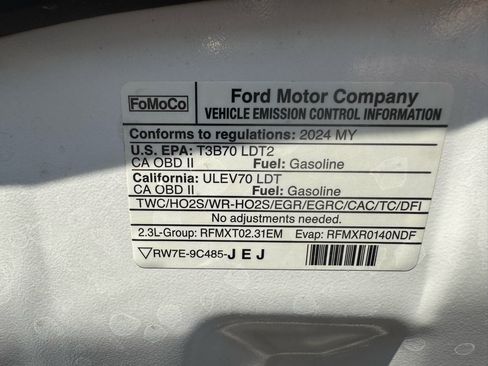 FoMoCo
Ford Motor Company
VEHICLE EMISSION CONTROL INFORMATION
Conforms to regulations: 2024 MY
U.S. EPA: T3B70 LDT2
CA OBD II Fuel: Gasoline
California: ULEV70 LDT
CA OBD II Fuel: Gasoline
TWC/HO2S/WR-HO2S/EGR/EGRC/CAC/TC/DFI
No adjustments needed.
2.3L-Group: RFMXT02.31EM Evap: RFMXR0140NDF
RW7E-9C485-JEJ